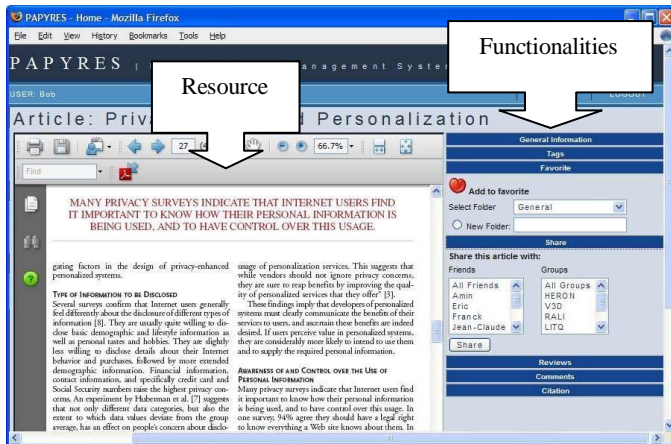 PAPYRES - Home - Mozilla Firefox
File Edit View History Bookmarks Tools Help
Functionalities
Resource
PAPYRES | nagement Syste
USER: Bob LOGOUT
Article: Priv d Personalization
27 (4 66.7%
Find
MANY PRIVACY SURVEYS INDICATE THAT INTERNET USERS FIND
IT IMPORTANT TO KNOW HOW THEIR PERSONAL INFORMATION IS
BEING USED, AND TO HAVE CONTROL OVER THIS USAGE.
gating factors in the design of privacy-enhanced
personalized systems.
TYPE OF INFORMATION TO BE DISCLOSED
Several surveys confirm that Internet users generally
feel differently about the disclosure of different types of
information [8]. They are usually quite willing to dis-
close basic demographic and lifestyle information as
well as personal tastes and hobbies. They are slightly
less willing to disclose details about their Internet
behavior and purchases, followed by more extended
demographic information. Financial information,
contact information, and specifically credit card and
Social Security numbers raise the highest privacy con-
cerns. An experiment by Huberman et al. [7] suggests
that not only different data categories, but also the
extent to which data values deviate from the group
average, has an effect on people's concern about disclo-
usage of personalization services. This suggests that
while vendors should not ignore privacy concerns,
they are sure to reap benefits by improving the qual-
ity of personalized services that they offer" [3].
These findings imply that developers of personalized
systems must clearly communicate the benefits of their
services to users, and ascertain that these benefits are indeed
desired. If users perceive value in personalized systems,
they are considerably more likely to intend to use them
and to supply the required personal information.
AWARENESS OF AND CONTROL OVER THE USE OF
PERSONAL INFORMATION
Many privacy surveys indicate that Internet users find
it important to know how their personal information
is being used, and to have control over this usage. In
one survey, 94% agree they should have a legal right
to know everything a Web site knows about them. In
General Information
Tags
Favorite
Add to favorite
Select Folder General
New Folder:
Share
Share this article with:
Friends Groups
All Friends All Groups
Amin HERON
Eric V3D
Franck RALI
Jean-Claude LITQ
Share
Reviews
Comments
Citation